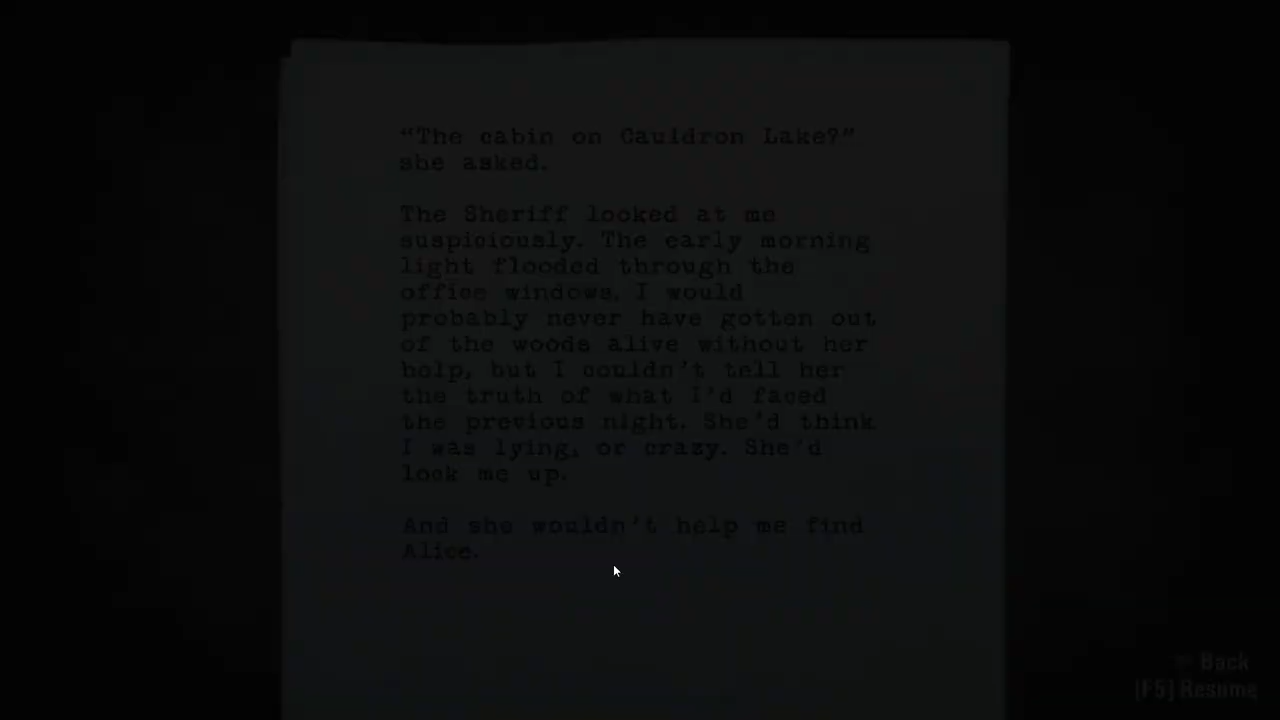 “The cabin on Cauldron Lake?”
she asked.
The Sheriff looked at me
suspiciously. The early morning
light flooded through the
office windows. I would
probably never have gotten out
of the woods alive without her
help, but I couldn’t tell her
the truth of what I’d faced
the previous night. She’d think
I was lying, or crazy. She’d
lock me up.
And she wouldn’t help me find
Alice.
Back
[F5] Resume